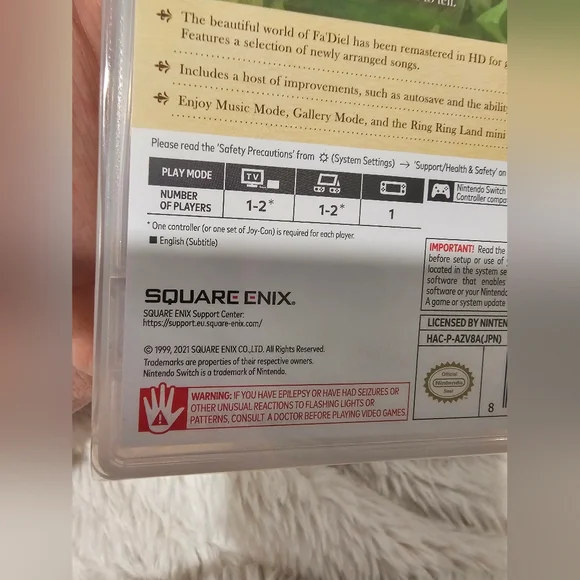 to tell.
The beautiful world of Fa'Diel has been remastered in HD for
Features a selection of newly arranged songs.
Includes a host of improvements, such as autosave and the ability
Enjoy Music Mode, Gallery Mode, and the Ring Ring Land mini
Please read the 'Safety Precautions' from (System Settings) → 'Support/Health & Safety' on
PLAY MODE TV
NUMBER OF PLAYERS 1-2* 1-2* 1
Nintendo Switch
Controller
* One controller (or one set of Joy-Con) is required for each player.
■ English (Subtitle)
IMPORTANT! Read the
before setup or use of
located in the system
software that enables
software or your Nintendo
A game or system update
SQUARE ENIX®
SQUARE ENIX Support Center:
https://support.eu.square-enix.com/
© 1999, 2021 SQUARE ENIX CO.,LTD. All Rights Reserved.
Trademarks are properties of their respective owners.
Nintendo Switch is a trademark of Nintendo.
LICENSED BY
HAC-P-AZV8A(JPN)
Official
Nintendo
Seal
8
WARNING: IF YOU HAVE EPILEPSY OR HAVE HAD SEIZURES OR
OTHER UNUSUAL REACTIONS TO FLASHING LIGHTS OR
PATTERNS, CONSULT A DOCTOR BEFORE PLAYING VIDEO GAMES.